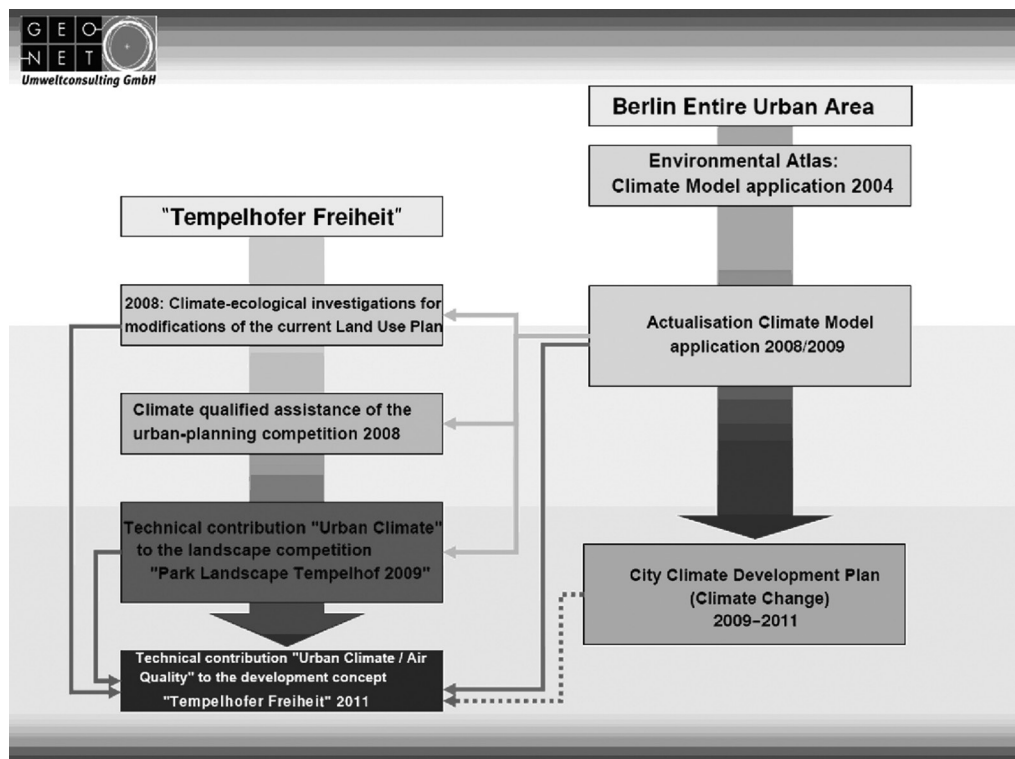 GEO
NET
Umweltconsulting GmbH
Berlin Entire Urban Area
Environmental Atlas:
Climate Model application 2004
"Tempelhofer Freiheit"
2008: Climate-ecological investigations for
modifications of the current Land Use Plan
Actualisation Climate Model
application 2008/2009
Climate qualified assistance of the
urban-planning competition 2008
Technical contribution "Urban Climate"
to the landscape competition
"Park Landscape Tempelhof 2009"
City Climate Development Plan
(Climate Change)
2009–2011
Technical contribution "Urban Climate / Air
Quality" to the development concept
"Tempelhofer Freiheit" 2011